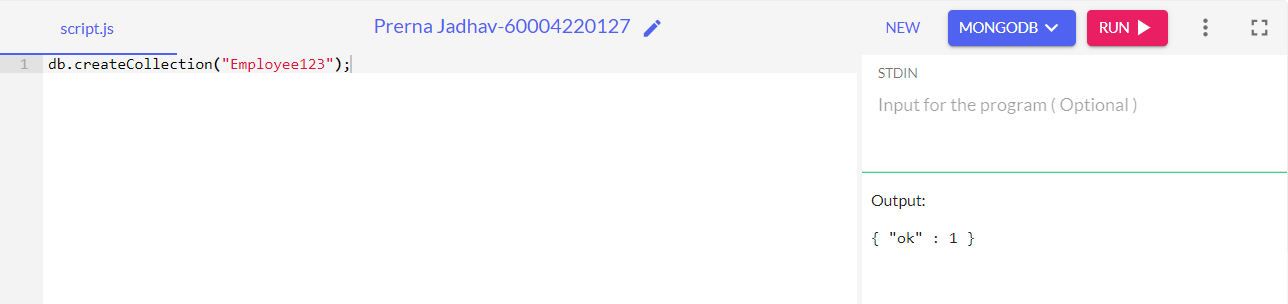 script.js
Prerna Jadhav-60004220127
NEW
MONGODB
RUN
1 db.createCollection("Employee123");
STDIN
Input for the program ( Optional )
Output:
{ "ok" : 1 }